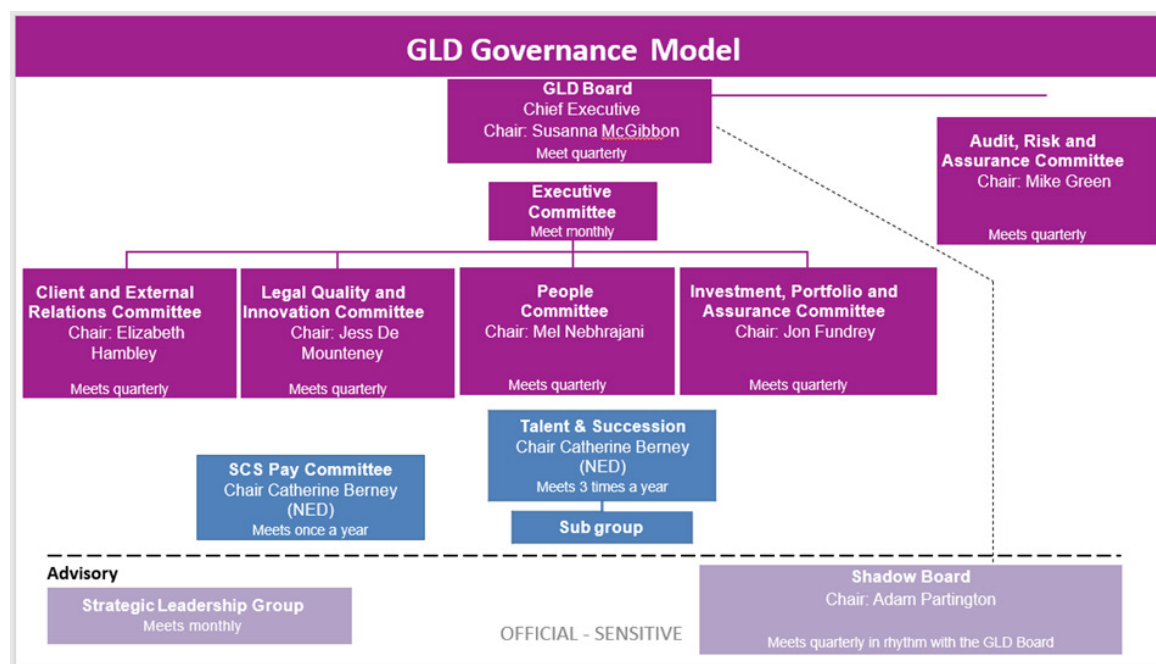 GLD Governance Model
GLD Board
Chief Executive
Chair: Susanna McGibbon
Meet quarterly
Audit, Risk and
Assurance Committee
Chair: Mike Green
Meets quarterly
Executive
Committee
Meet monthly
Client and External
Relations Committee
Chair: Elizabeth
Hambley
Meets quarterly
Legal Quality and
Innovation Committee
Chair: Jess De
Mounteney
Meets quarterly
People
Committee
Chair: Mel Nebhrajani
Meets quarterly
Investment, Portfolio and
Assurance Committee
Chair: Jon Fundrey
Meets quarterly
Talent & Succession
Chair Catherine Berney
(NED)
Meets 3 times a year
SCS Pay Committee
Chair Catherine Berney
(NED)
Meets once a year
Sub group
Advisory
Strategic Leadership Group
Meets monthly
Shadow Board
Chair: Adam Partington
Meets quarterly in rhythm with the GLD Board
OFFICIAL - SENSITIVE